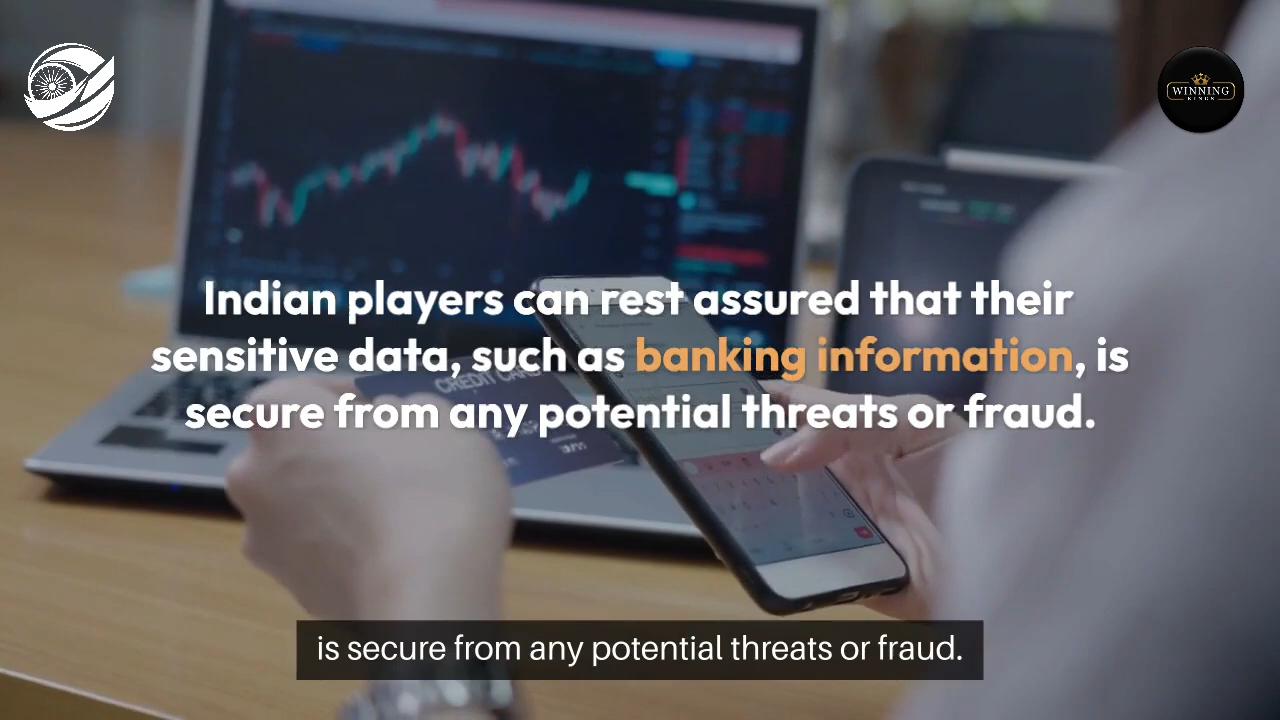 WINNING
KINGS
Indian players can rest assured that their
sensitive data, such as banking information, is
CREDIT CARD
secure from any potential threats or fraud.
is secure from any potential threats or fraud.